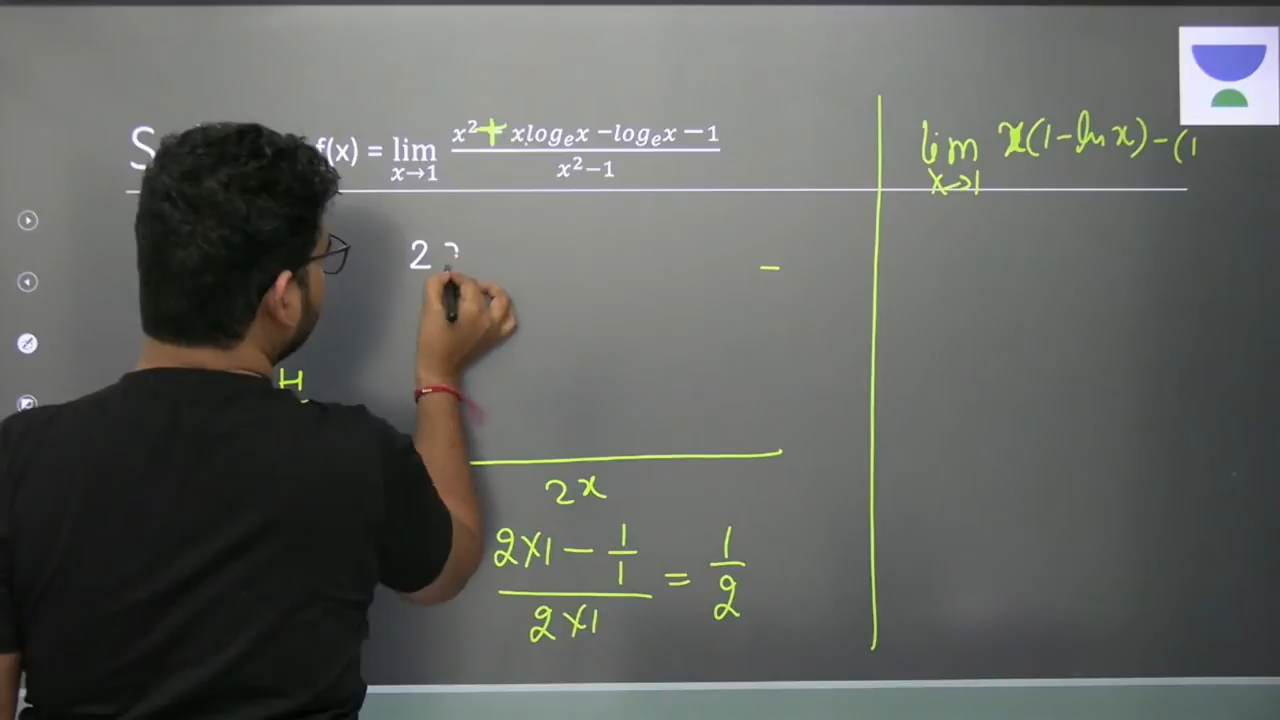 S f(x) = lim x→1 x² + xlogₑx − logₑx − 1 / x² − 1
lim x→1 x(1 − ln x) − (1
2
−
H
2x
2×1 − 1/1 / 2×1 = 1/2